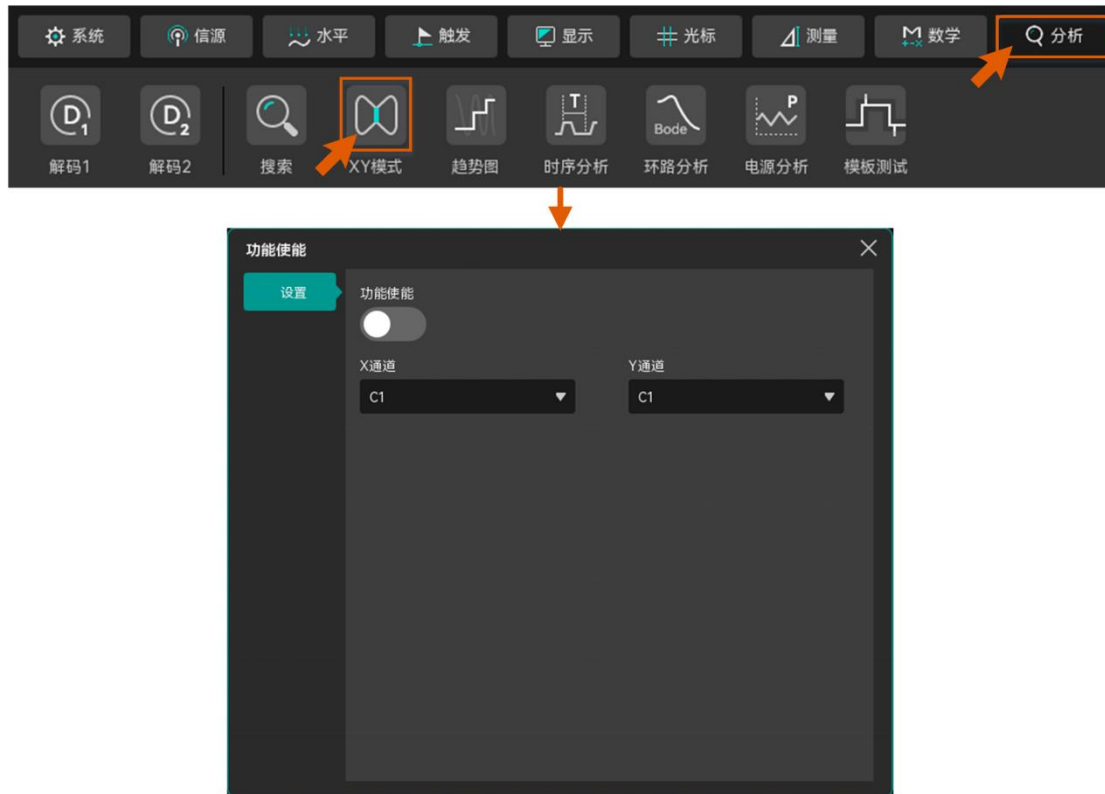 系统 信源 水平 触发 显示 光标 测量 数学 分析
D1 D2 T Bode P
解码1 解码2 搜索 XY模式 趋势图 时序分析 环路分析 电源分析 模板测试
功能使能
设置 功能使能
X通道 Y通道
C1 C1